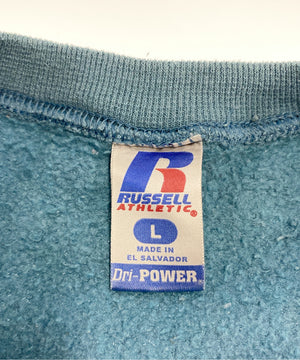 R
RUSSELL
ATHLETIC®
L
MADE IN
EL SALVADOR
Dri-POWER®